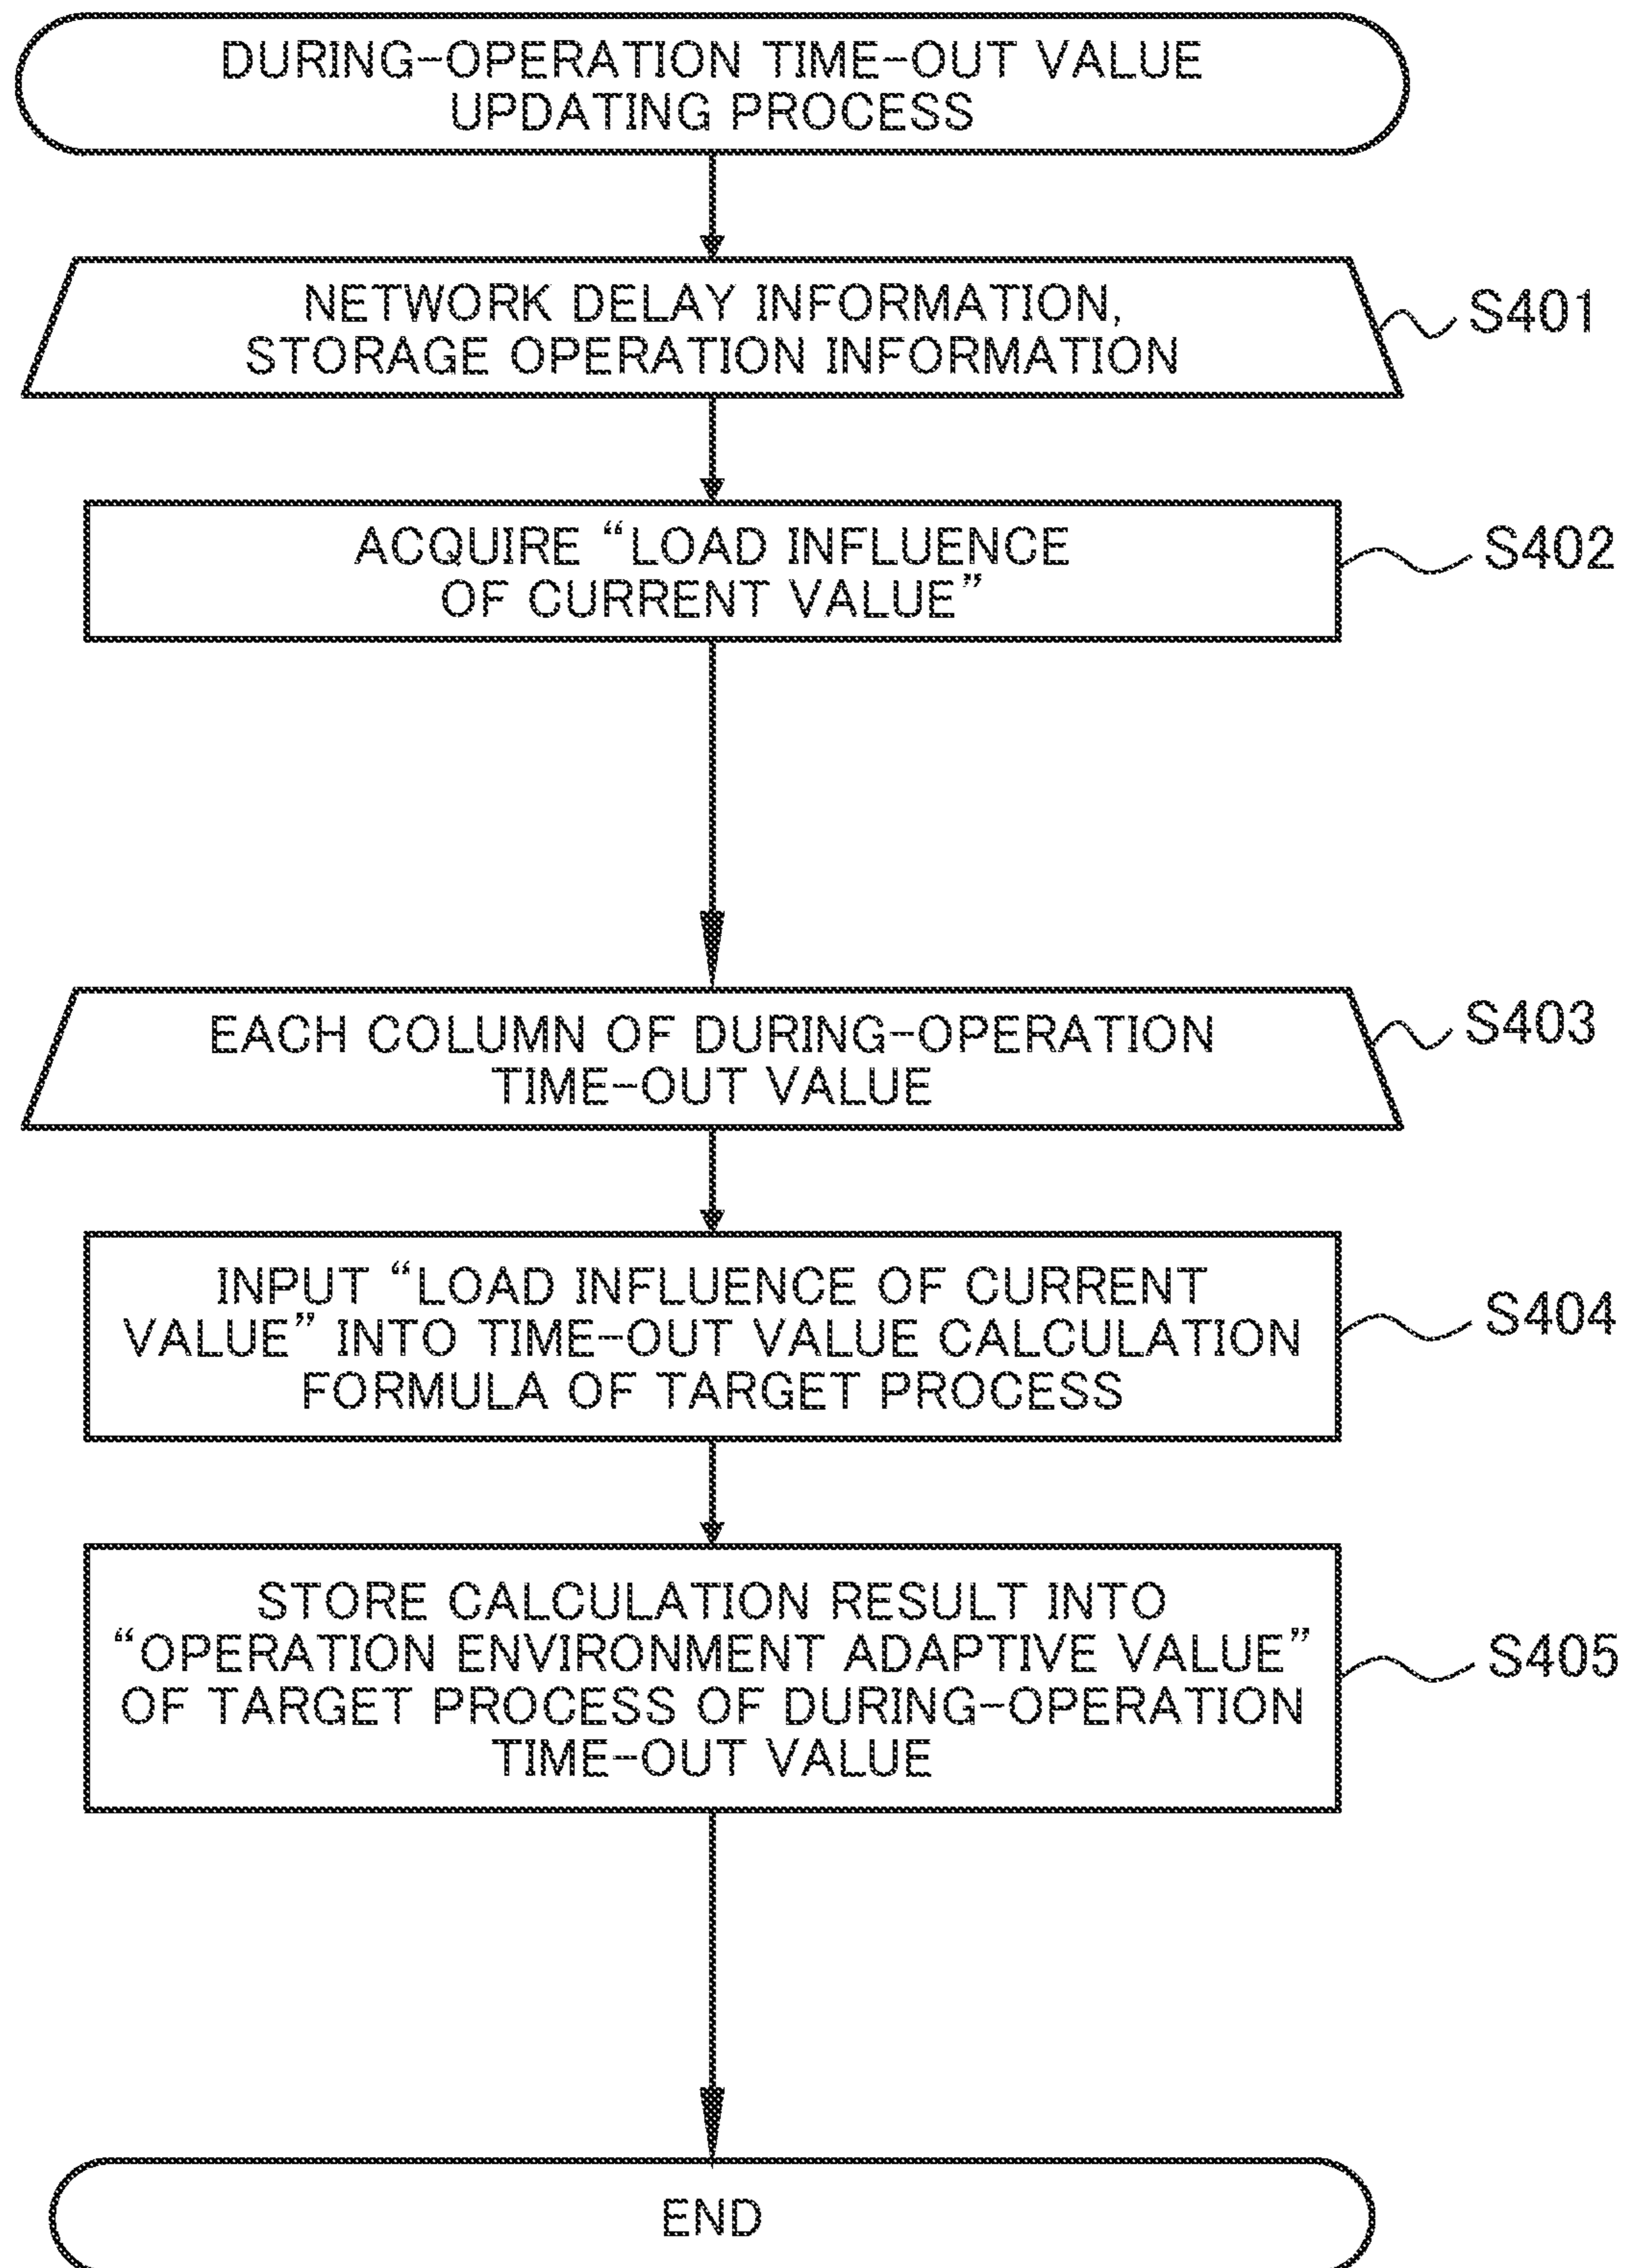 DURING-OPERATION TIME-OUT VALUE
UPDATING PROCESS
NETWORK DELAY INFORMATION,
STORAGE OPERATION INFORMATION
S401
ACQUIRE “LOAD INFLUENCE
OF CURRENT VALUE”
S402
EACH COLUMN OF DURING-OPERATION
TIME-OUT VALUE
S403
INPUT “LOAD INFLUENCE OF CURRENT
VALUE” INTO TIME-OUT VALUE CALCULATION
FORMULA OF TARGET PROCESS
S404
STORE CALCULATION RESULT INTO
“OPERATION ENVIRONMENT ADAPTIVE VALUE”
OF TARGET PROCESS OF DURING-OPERATION
TIME-OUT VALUE
S405
END